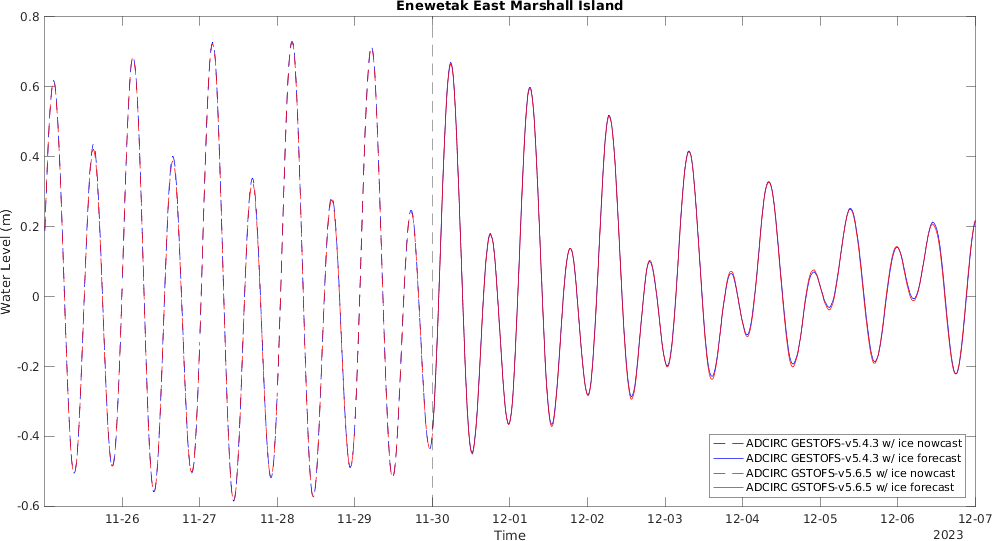 Enewetak East Marshall Island
0.8
0.6
0.4
0.2
0
-0.2
-0.4
-0.6
Water Level (m)
ADCIRC GESTOFS-v5.4.3 w/ ice nowcast
ADCIRC GESTOFS-v5.4.3 w/ ice forecast
ADCIRC GSTOFS-v5.6.5 w/ ice nowcast
ADCIRC GSTOFS-v5.6.5 w/ ice forecast
11-26 11-27 11-28 11-29 11-30 12-01 12-02 12-03 12-04 12-05 12-06 12-07
Time
2023